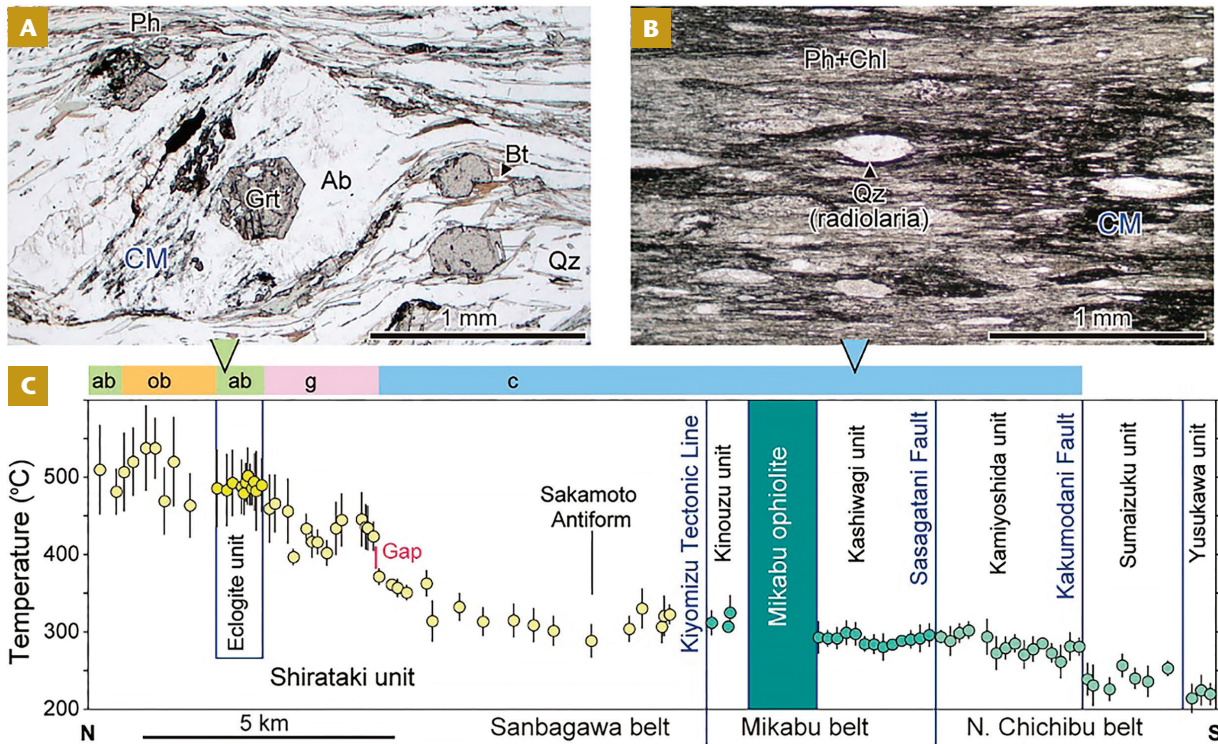 A
Ph
Grt
Ab
Bt
CM
Qz
1 mm
B
Ph+Chl
Qz
(radiolaria)
CM
1 mm
C
ab
ob
ab
g
c
Temperature (ºC)
500
400
300
200
Eclogite unit
Gap
Shirataki unit
Sakamoto
Antiform
Kiyomizu Tectonic Line
Kinouzu unit
Mikabu ophiolite
Kashiwagi unit
Sasagatani Fault
Kamiyoshida unit
Kakumodani Fault
Sumaizuku unit
Yusukawa unit
N
5 km
Sanbagawa belt
Mikabu belt
N. Chichibu belt
S